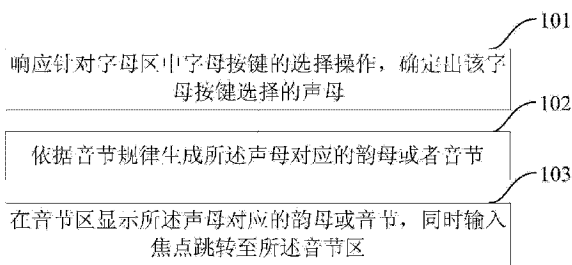 101
响应针对字母区中字母按键的选择操作，确定出该字
母按键选择的声母
102
依据音节规律生成所述声母对应的韵母或者音节
103
在音节区显示所述声母对应的韵母或音节，同时输入
焦点跳转至所述音节区